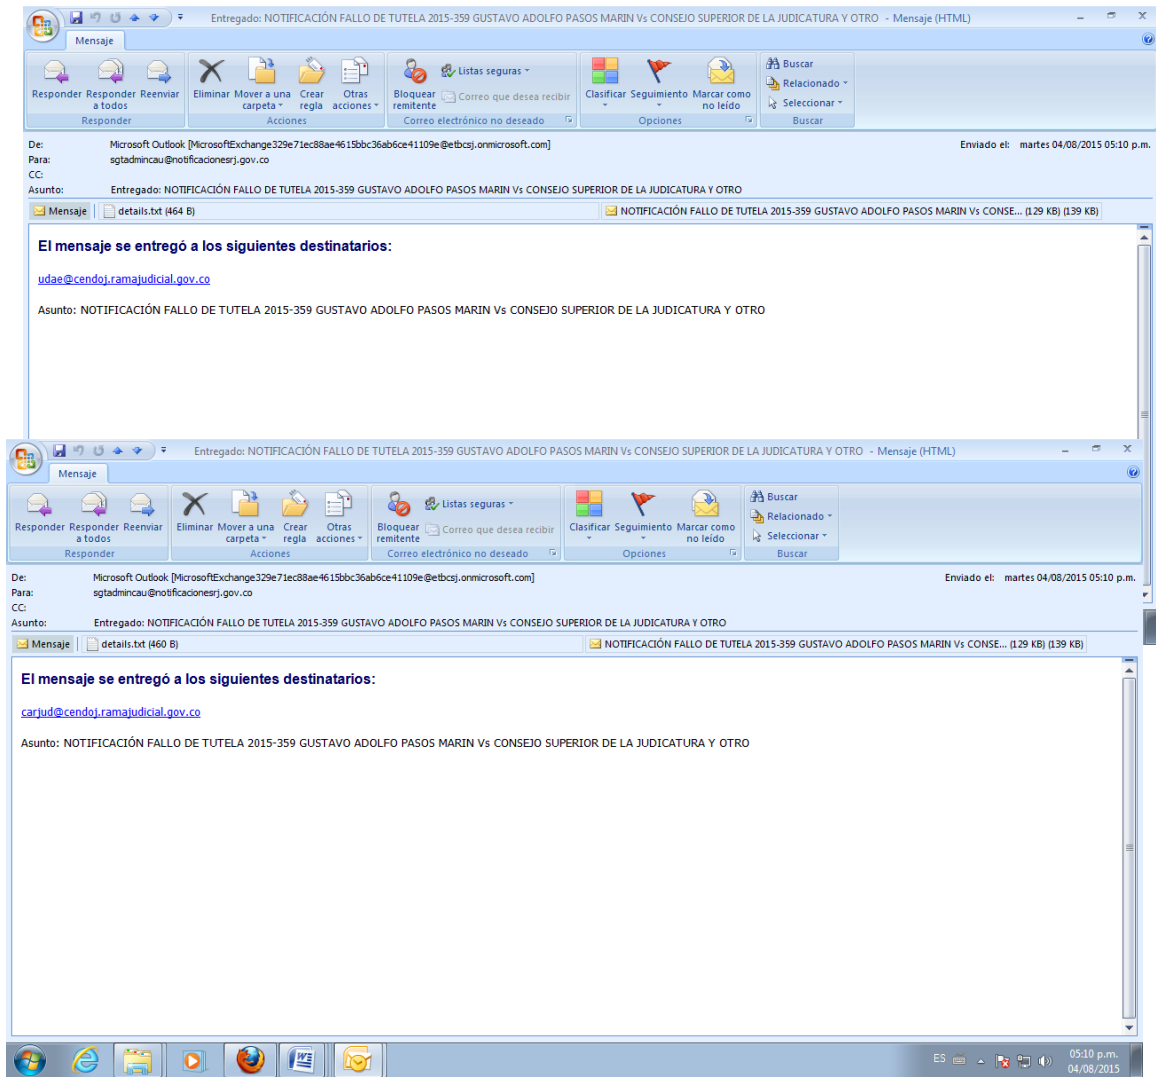 Entregado: NOTIFICACIÓN FALLO DE TUTELA 2015-359 GUSTAVO ADOLFO PASOS MARIN Vs CONSEJO SUPERIOR DE LA JUDICATURA Y OTRO - Mensaje (HTML)
Mensaje
Responder Responder a todos Reenviar Eliminar Mover a una carpeta Crear regla Otras acciones Bloquear remitente Listas seguras Correo que desea recibir Clasificar Seguimiento Marcar como no leído Buscar Relacionado Seleccionar
Responder Acciones Correo electrónico no deseado Opciones Buscar
De: Microsoft Outlook [MicrosoftExchange329e71ec88ae4615bbc36ab6ce41109e@etbcsj.onmicrosoft.com] Enviado el: martes 04/08/2015 05:10 p.m.
Para: sgtadmincau@notificacionesrj.gov.co
CC:
Asunto: Entregado: NOTIFICACIÓN FALLO DE TUTELA 2015-359 GUSTAVO ADOLFO PASOS MARIN Vs CONSEJO SUPERIOR DE LA JUDICATURA Y OTRO
Mensaje details.txt (464 B) NOTIFICACIÓN FALLO DE TUTELA 2015-359 GUSTAVO ADOLFO PASOS MARIN Vs CONSE... (129 KB) (139 KB)
El mensaje se entregó a los siguientes destinatarios:
udae@cendoj.ramajudicial.gov.co
Asunto: NOTIFICACIÓN FALLO DE TUTELA 2015-359 GUSTAVO ADOLFO PASOS MARIN Vs CONSEJO SUPERIOR DE LA JUDICATURA Y OTRO
Entregado: NOTIFICACIÓN FALLO DE TUTELA 2015-359 GUSTAVO ADOLFO PASOS MARIN Vs CONSEJO SUPERIOR DE LA JUDICATURA Y OTRO - Mensaje (HTML)
Mensaje
Responder Responder a todos Reenviar Eliminar Mover a una carpeta Crear regla Otras acciones Bloquear remitente Listas seguras Correo que desea recibir Clasificar Seguimiento Marcar como no leído Buscar Relacionado Seleccionar
Responder Acciones Correo electrónico no deseado Opciones Buscar
De: Microsoft Outlook [MicrosoftExchange329e71ec88ae4615bbc36ab6ce41109e@etbcsj.onmicrosoft.com] Enviado el: martes 04/08/2015 05:10 p.m.
Para: sgtadmincau@notificacionesrj.gov.co
CC:
Asunto: Entregado: NOTIFICACIÓN FALLO DE TUTELA 2015-359 GUSTAVO ADOLFO PASOS MARIN Vs CONSEJO SUPERIOR DE LA JUDICATURA Y OTRO
Mensaje details.txt (460 B) NOTIFICACIÓN FALLO DE TUTELA 2015-359 GUSTAVO ADOLFO PASOS MARIN Vs CONSE... (129 KB) (139 KB)
El mensaje se entregó a los siguientes destinatarios:
carjud@cendoj.ramajudicial.gov.co
Asunto: NOTIFICACIÓN FALLO DE TUTELA 2015-359 GUSTAVO ADOLFO PASOS MARIN Vs CONSEJO SUPERIOR DE LA JUDICATURA Y OTRO
ES 05:10 p.m.
04/08/2015